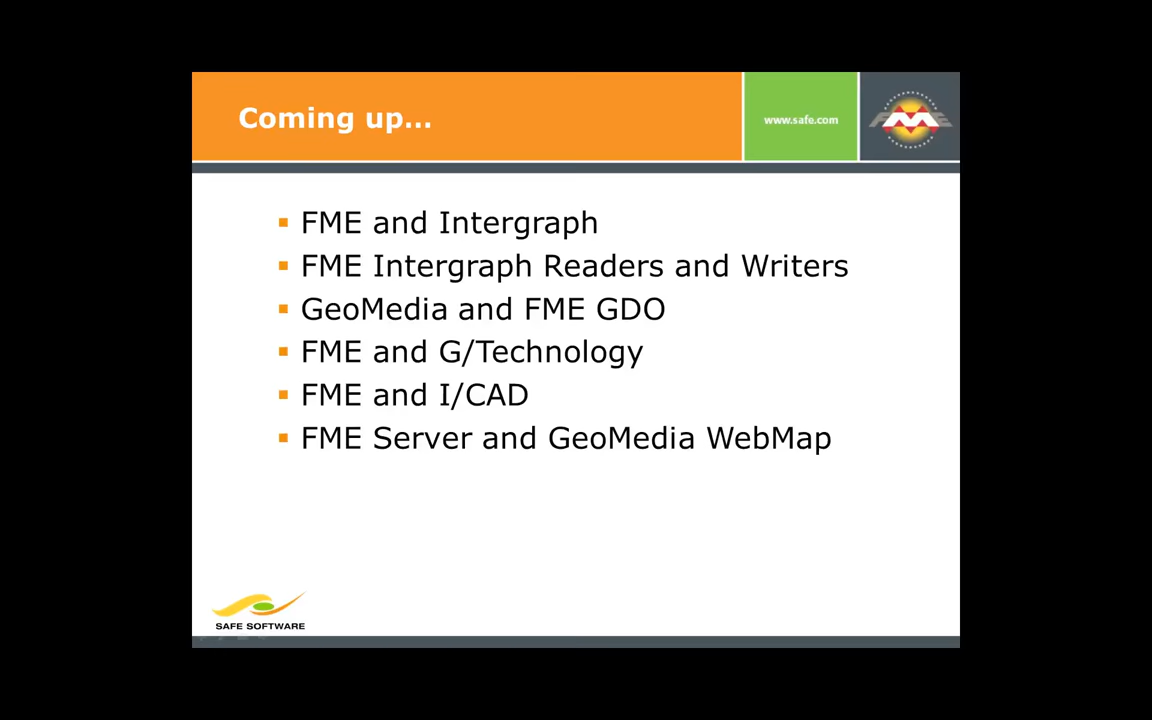 Coming up...
www.safe.com
FME
FME and Intergraph
FME Intergraph Readers and Writers
GeoMedia and FME GDO
FME and G/Technology
FME and I/CAD
FME Server and GeoMedia WebMap
SAFE SOFTWARE